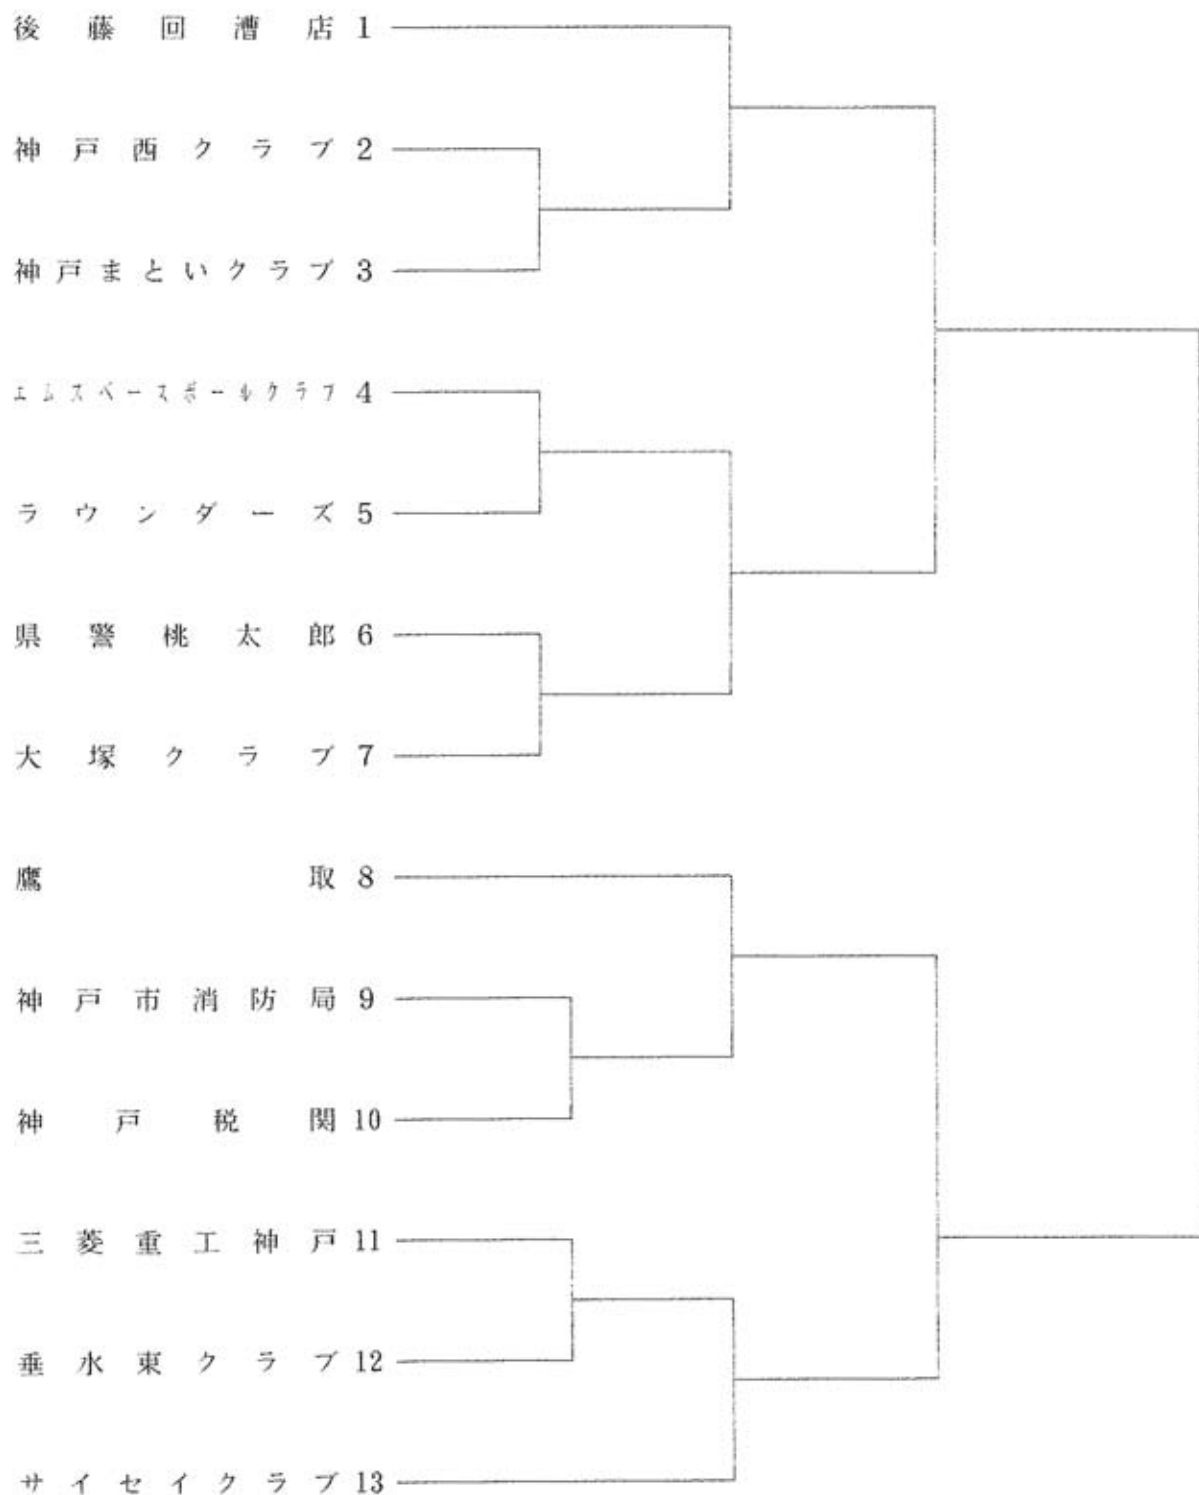 後藤回漕店 1
神戸西クラブ 2
神戸まといクラブ 3
エムズベースボールクラブ 4
ラウンダーズ 5
県警桃太郎 6
大塚クラブ 7
鷹取 8
神戸市消防局 9
神戸税関 10
三菱重工神戸 11
垂水東クラブ 12
サイセイクラブ 13